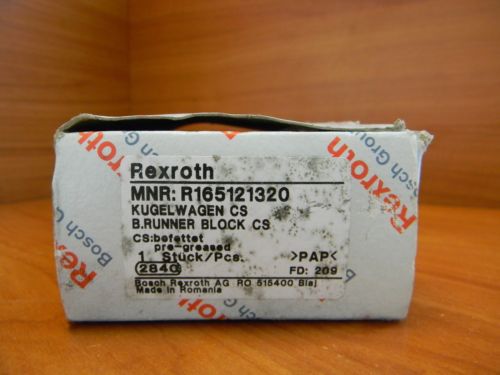 Rexroth
MNR: R165121320
KUGELWAGEN CS
B.RUNNER BLOCK CS
CS:befettet
pre-greased
1 Stück/Pcs. >PAP<
2840 FD: 209
Bosch Rexroth AG RO 515400 Blaj
Made in Romania
Rexroth
Bosch Group
Rexroth
Bosch Group